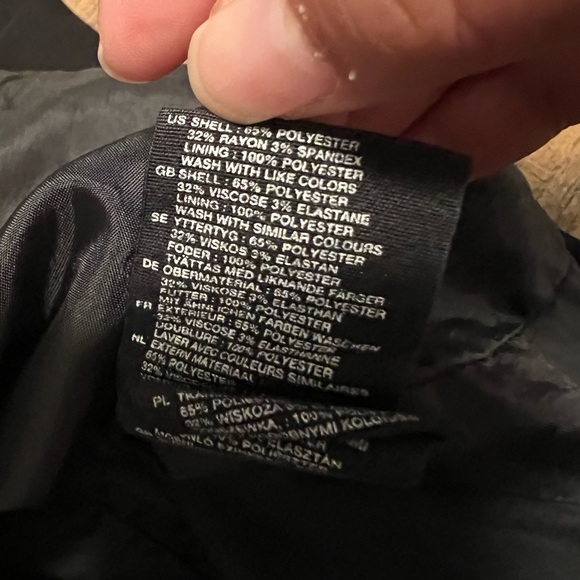 US SHELL : 65% POLYESTER
32% RAYON 3% SPANDEX
LINING : 100% POLYESTER
WASH WITH LIKE COLORS
GB SHELL : 65% POLYESTER
32% VISCOSE 3% ELASTANE
LINING : 100% POLYESTER
WASH WITH SIMILAR COLOURS
SE YTTERTYG : 65% POLYESTER
32% VISKOS 3% ELASTAN
FODER : 100% POLYESTER
TVÄTTAS MED LIKNANDE FÄRGER
DE OBERMATERIAL : 65% POLYESTER
32% VISKOSE 3% ELASTHAN
FUTTER : 100% POLYESTER
MIT ÄHNLICHEN FARBEN WASCHEN
FR EXTERIEUR : 65% POLYESTER
32% VISCOSE 3% ELASTHANNE
DOUBLURE : 100% POLYESTER
LAVER AVEC COULEURS SIMILAIRES
NL EXTERN MATERIAAL
65% POLYESTER
32%
PL
65%
32% WISKOZA 100%